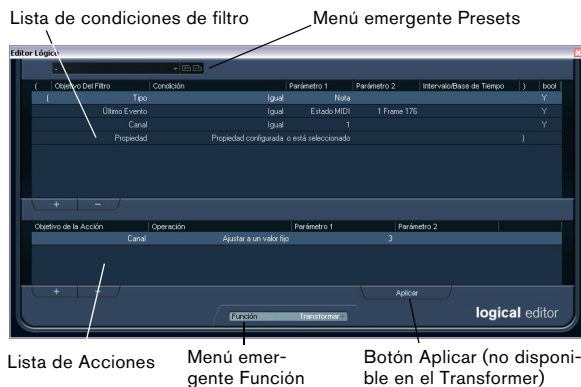 Lista de condiciones de filtro
Menú emergente Presets
Editor Lógico
-
( Objetivo Del Filtro Condición Parámetro 1 Parámetro 2 Intervalo/Base de Tiempo ) bool
( Tipo Igual Nota Y
Último Evento Igual Estado MIDI 1 Frame 176 Y
Canal Igual 1 Y
Propiedad Propiedad configurada o está seleccionado )
+ −
Objetivo de la Acción Operación Parámetro 1 Parámetro 2
Canal Ajustar a un valor fijo 3
+ −
Aplicar
Función Transformar
logical editor
Lista de Acciones
Menú emer-
gente Función
Botón Aplicar (no disponi-
ble en el Transformer)